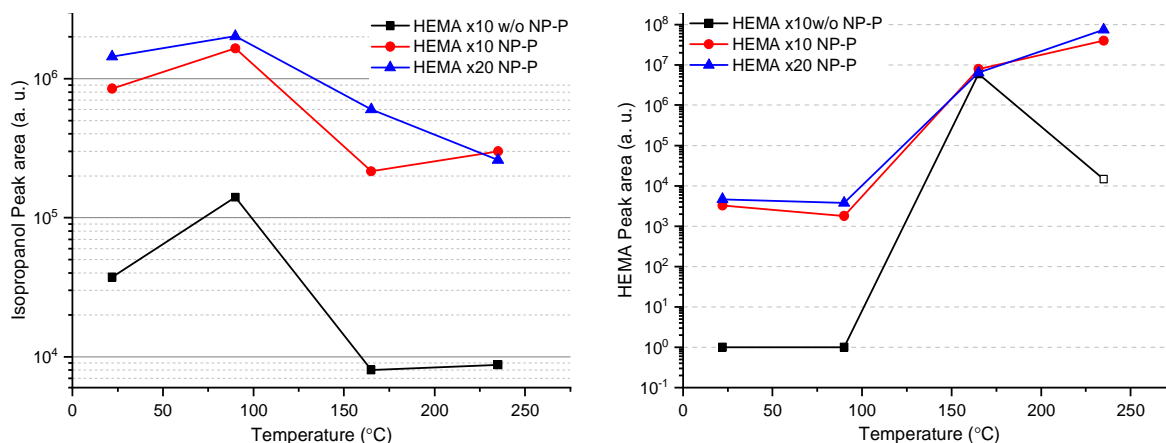 HEMA x10 w/o NP-P
HEMA x10 NP-P
HEMA x20 NP-P
Isopropanol Peak area (a. u.)
10^6
10^5
10^4
0 50 100 150 200 250
Temperature (°C)
HEMA x10w/o NP-P
HEMA x10 NP-P
HEMA x20 NP-P
HEMA Peak area (a. u.)
10^8
10^7
10^6
10^5
10^4
10^3
10^2
10^1
10^0
10^-1
0 50 100 150 200 250
Temperature (°C)